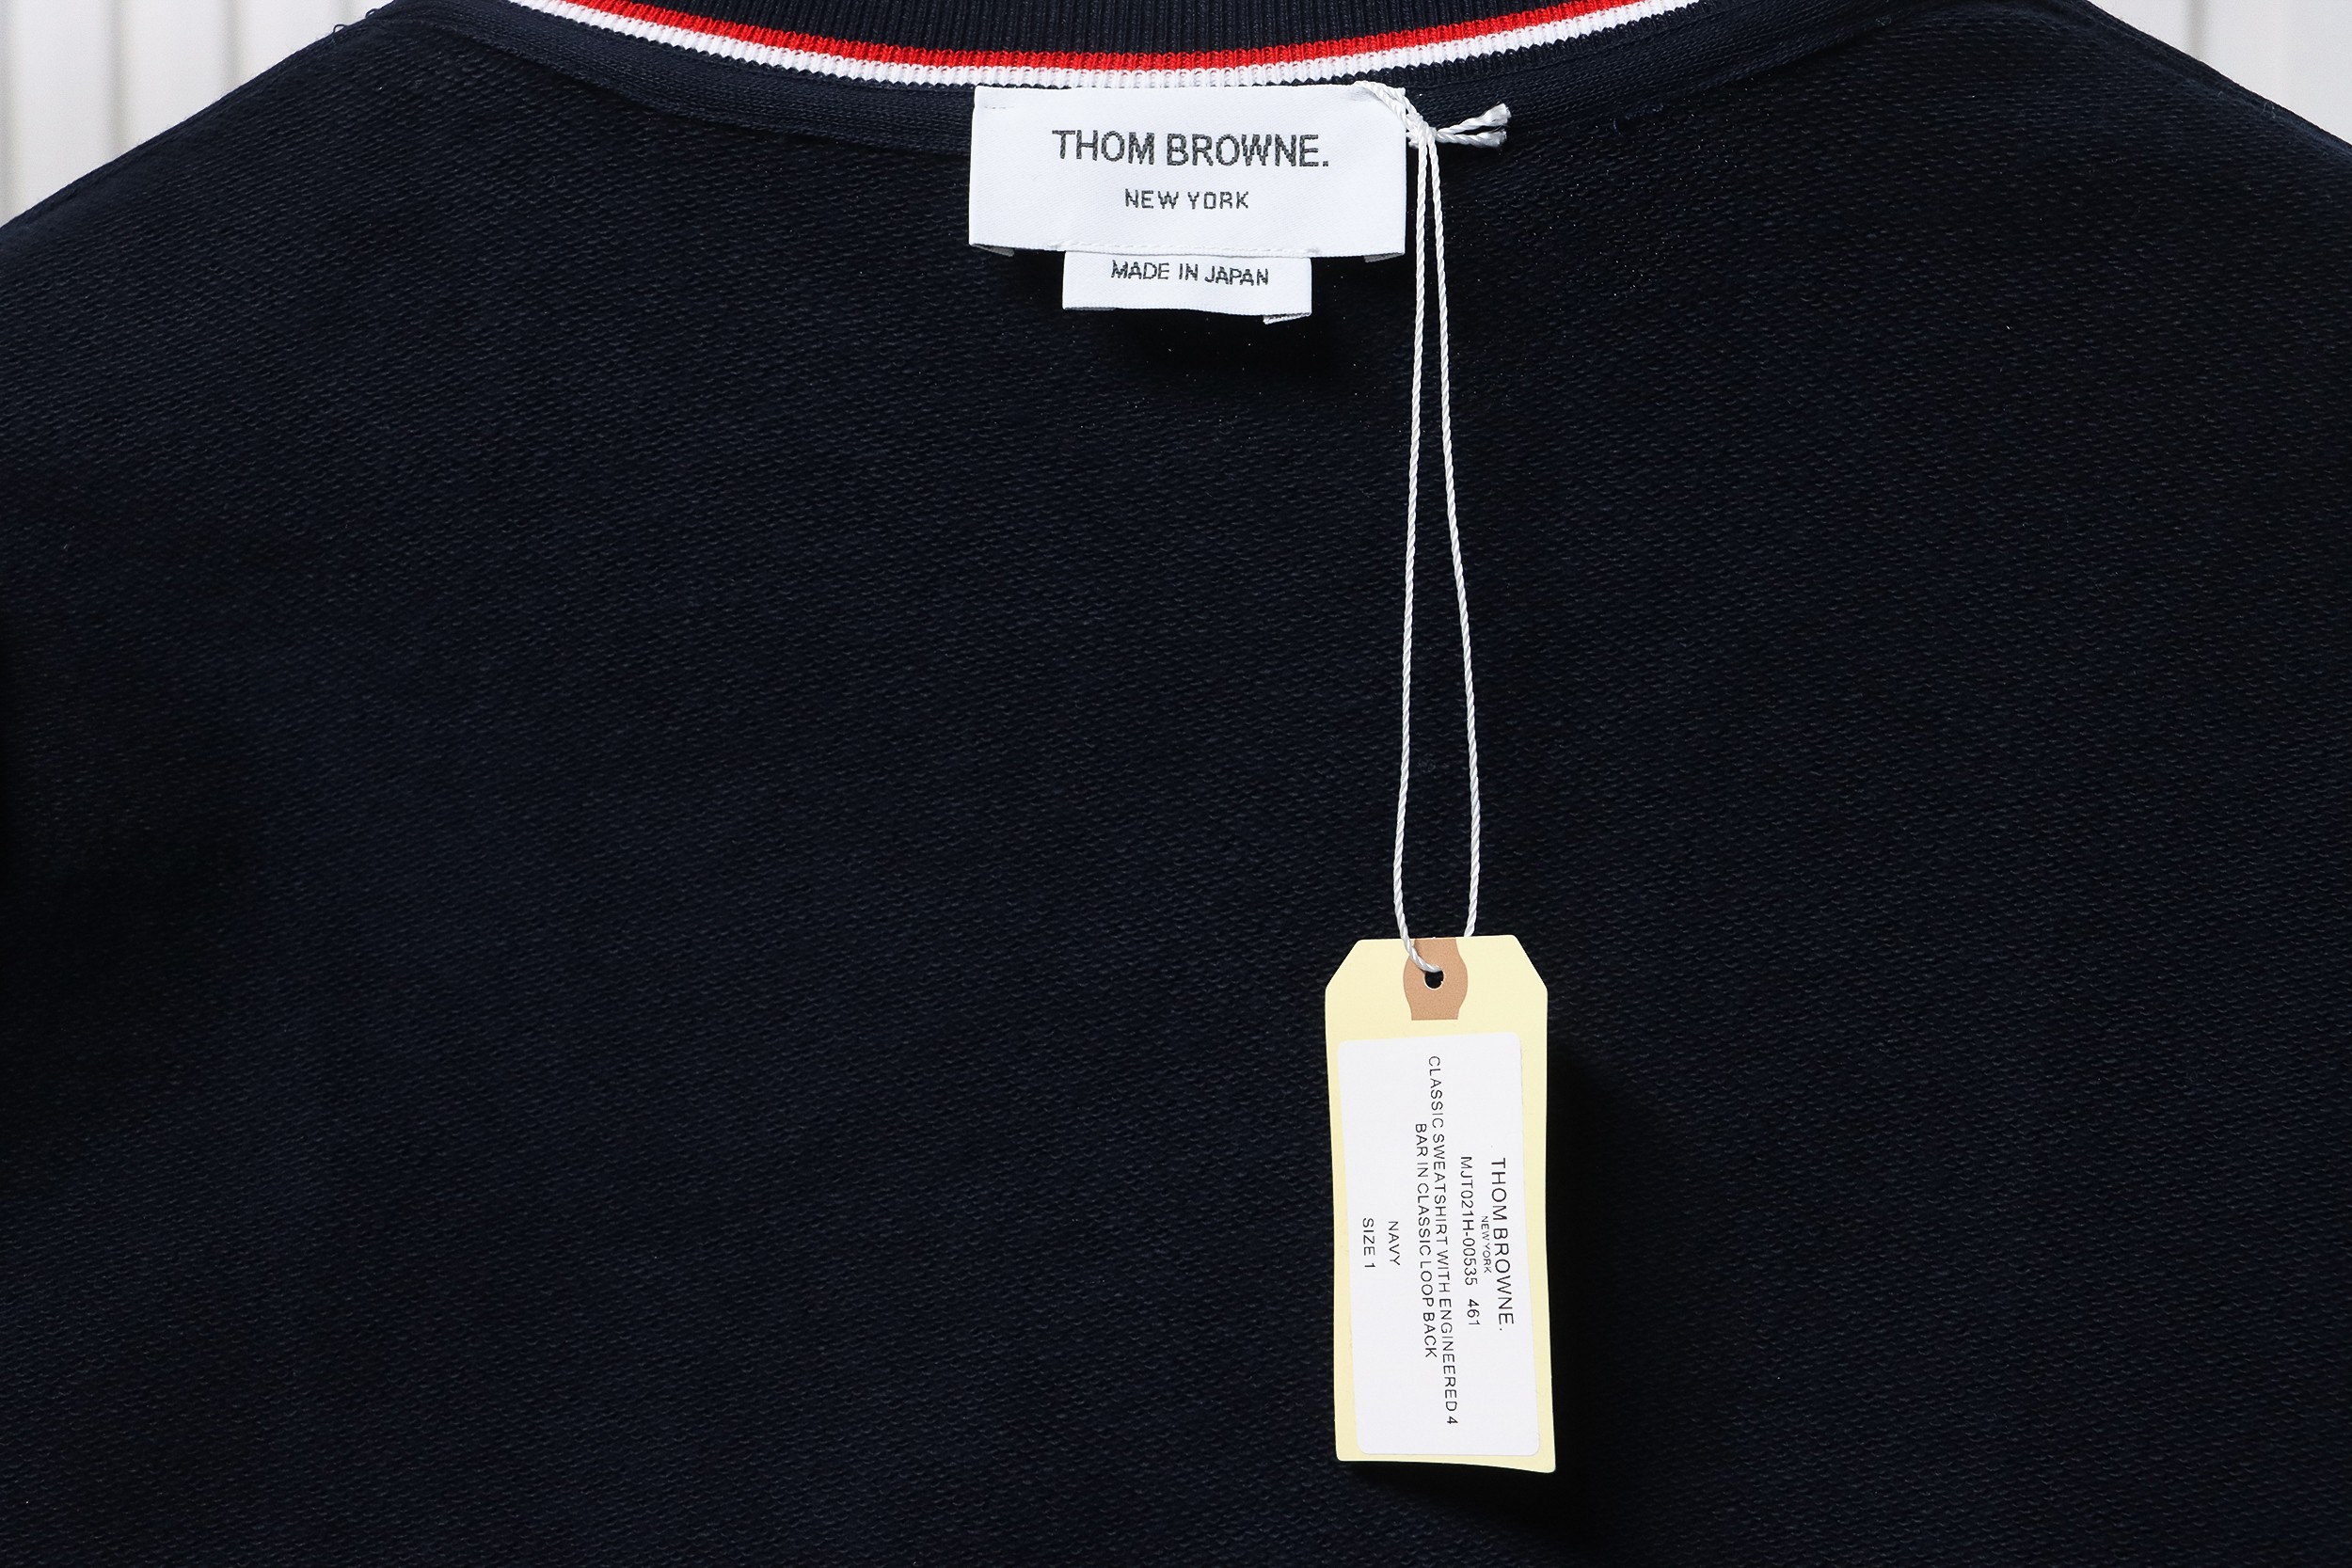 THOM BROWNE.
NEW YORK
MADE IN JAPAN
THOM BROWNE.
NEW YORK
MJT021H-00535 461
CLASSIC SWEATSHIRT WITH ENGINEERED 4
BAR IN CLASSIC LOOP BACK
NAVY
SIZE 1